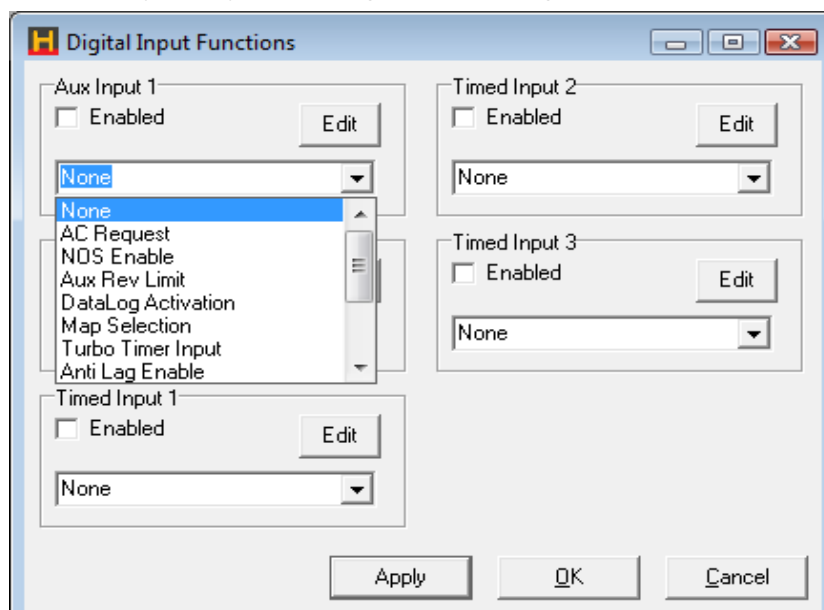 Digital Input Functions
Aux Input 1
Enabled
Edit
None
None
AC Request
NOS Enable
Aux Rev Limit
DataLog Activation
Map Selection
Turbo Timer Input
Anti Lag Enable
Timed Input 2
Enabled
Edit
None
Timed Input 3
Enabled
Edit
None
Timed Input 1
Enabled
Edit
None
Apply
OK
Cancel